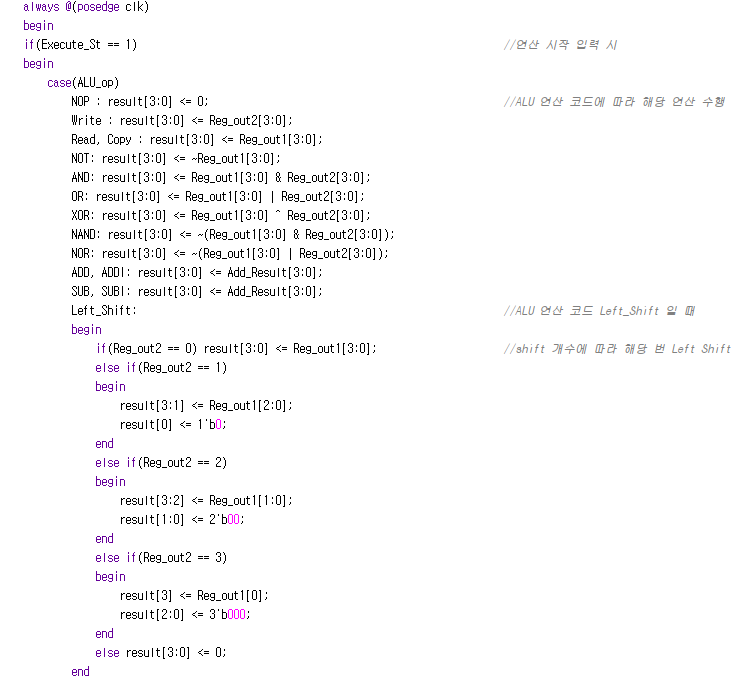 always @(posedge clk)
begin
if(Execute_St == 1) //연산 시작 입력 시
begin
case(ALU_op)
NOP : result[3:0] <= 0; //ALU 연산 코드에 따라 해당 연산 수행
Write : result[3:0] <= Reg_out2[3:0];
Read, Copy : result[3:0] <= Reg_out1[3:0];
NOT: result[3:0] <= ~Reg_out1[3:0];
AND: result[3:0] <= Reg_out1[3:0] & Reg_out2[3:0];
OR: result[3:0] <= Reg_out1[3:0] | Reg_out2[3:0];
XOR: result[3:0] <= Reg_out1[3:0] ^ Reg_out2[3:0];
NAND: result[3:0] <= ~(Reg_out1[3:0] & Reg_out2[3:0]);
NOR: result[3:0] <= ~(Reg_out1[3:0] | Reg_out2[3:0]);
ADD, ADDI: result[3:0] <= Add_Result[3:0];
SUB, SUBI: result[3:0] <= Add_Result[3:0];
Left_Shift: //ALU 연산 코드 Left_Shift 일 때
begin
if(Reg_out2 == 0) result[3:0] <= Reg_out1[3:0]; //shift 개수에 따라 해당 번 Left Shift
else if(Reg_out2 == 1)
begin
result[3:1] <= Reg_out1[2:0];
result[0] <= 1'b0;
end
else if(Reg_out2 == 2)
begin
result[3:2] <= Reg_out1[1:0];
result[1:0] <= 2'b00;
end
else if(Reg_out2 == 3)
begin
result[3] <= Reg_out1[0];
result[2:0] <= 3'b000;
end
else result[3:0] <= 0;
end